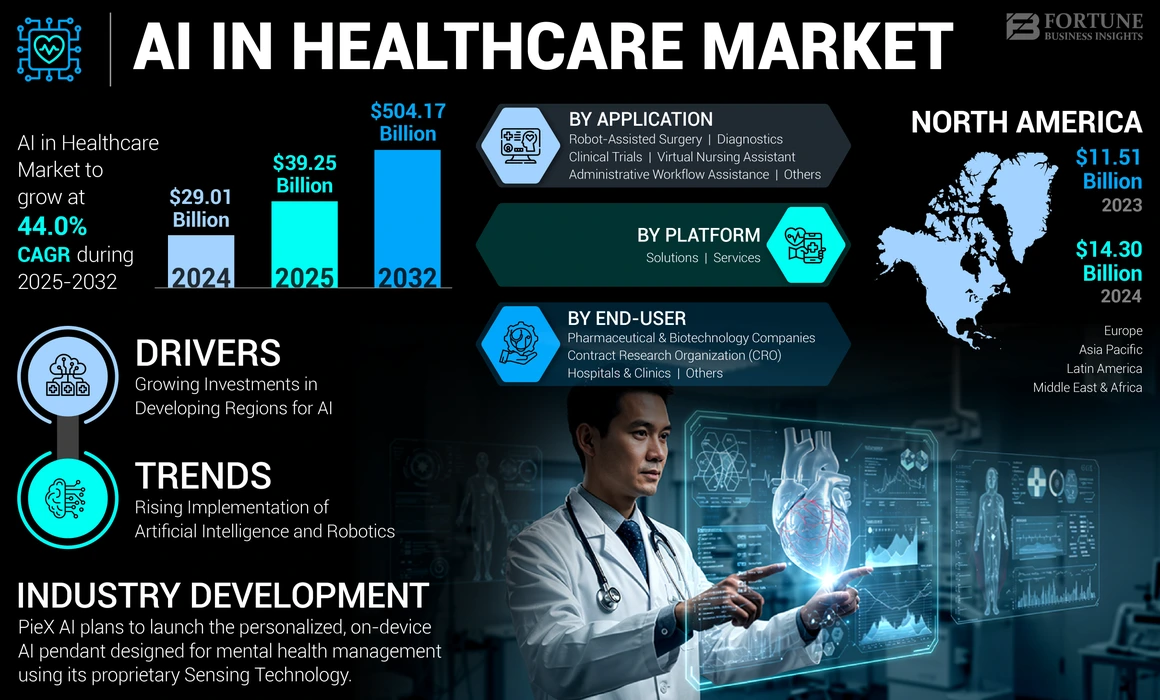 AI IN HEALTHCARE MARKET
FORTUNE
BUSINESS INSIGHTS
AI in Healthcare
Market to
grow at
44.0%
CAGR during
2025-2032
$29.01
Billion
2024
$39.25
Billion
2025
$504.17
Billion
2032
BY APPLICATION
Robot-Assisted Surgery | Diagnostics
Clinical Trials | Virtual Nursing Assistant
Administrative Workflow Assistance | Others
BY PLATFORM
Solutions | Services
BY END-USER
Pharmaceutical & Biotechnology Companies
Contract Research Organization (CRO)
Hospitals & Clinics | Others
NORTH AMERICA
$11.51
Billion
2023
$14.30
Billion
2024
Europe
Asia Pacific
Latin America
Middle East & Africa
DRIVERS
Growing Investments in
Developing Regions for AI
TRENDS
Rising Implementation of
Artificial Intelligence and Robotics
INDUSTRY DEVELOPMENT
PieX AI plans to launch the personalized, on-device
AI pendant designed for mental health management
using its proprietary Sensing Technology.